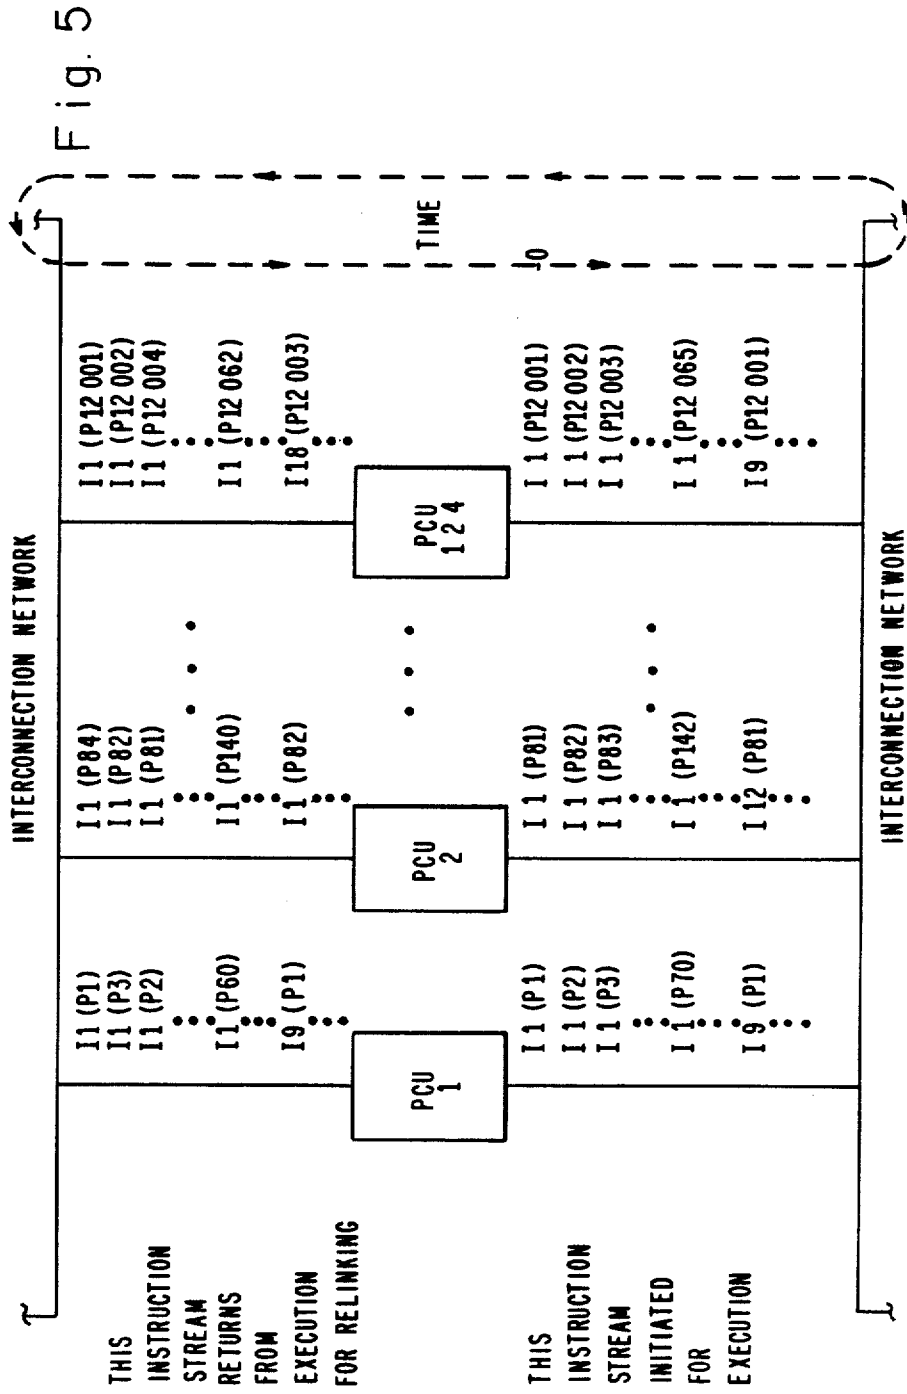 Fig. 5
INTERCONNECTION NETWORK
THIS
INSTRUCTION
STREAM
RETURNS
FROM
EXECUTION
FOR RELINKING
I1 (P1)
I1 (P3)
I1 (P2)
I1 (P60)
I9 (P1)
I1 (P84)
I1 (P82)
I1 (P81)
I1 (P140)
I1 (P82)
I1 (P12 001)
I1 (P12 002)
I1 (P12 004)
I1 (P12 062)
I18 (P12 003)
PCU
1
PCU
2
PCU
124
TIME
0
THIS
INSTRUCTION
STREAM
INITIATED
FOR
EXECUTION
I 1 (P1)
I 1 (P2)
I 1 (P3)
I 1 (P70)
I9 (P1)
I 1 (P81)
I 1 (P82)
I 1 (P83)
I 1 (P142)
I 12 (P81)
I 1 (P12 001)
I 1 (P12 002)
I 1 (P12 003)
I 1 (P12 065)
I9 (P12 001)
INTERCONNECTION NETWORK